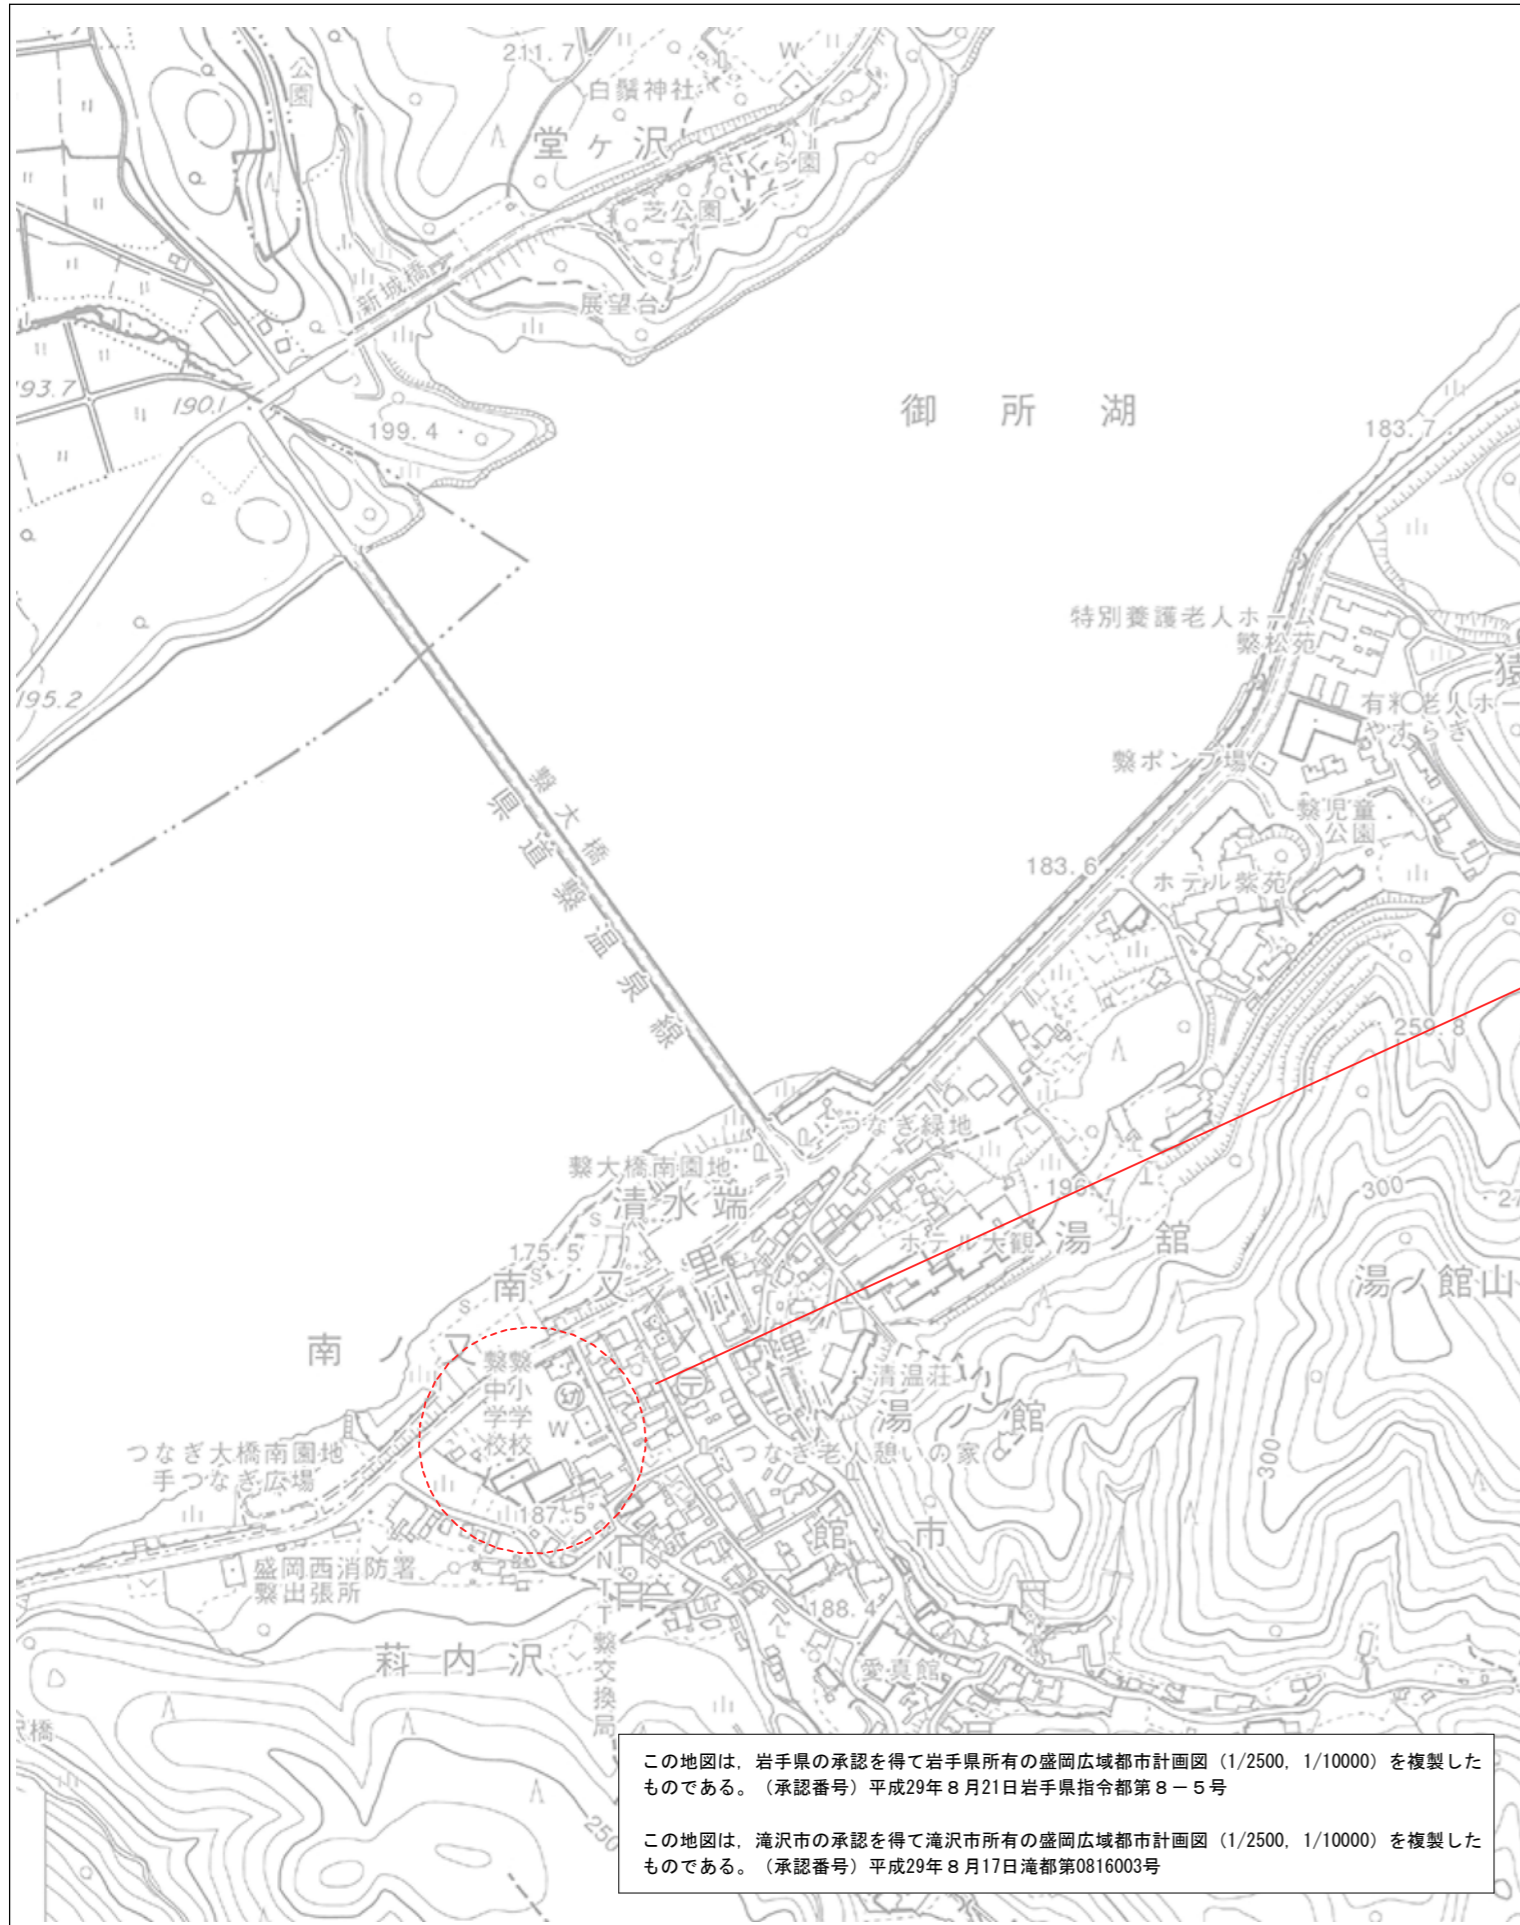 211.7
W
公園
白鬚神社
堂ヶ沢
さくら園
芝公園
新城橋
展望台
93.7
190.1
199.4
御所湖
183.7
特別養護老人ホーム
繋松苑
猿
195.2
有料老人ホー
やすらぎ
繋ポンプ場
繋大橋
県道繋温泉線
繋児童
公園
183.6
ホテル紫苑
259.8
つなぎ緑地
繋大橋南園地
清水端
196.7
300
27
175.5
ホテル大観
湯ノ舘
南ノ又
湯ノ館山
南ノ又
繋小学校
繋中学校
幼
W
清温荘
湯ノ館
つなぎ大橋南園地
手つなぎ広場
つなぎ老人憩いの家
300
187.5
館市
盛岡西消防署
繋出張所
NTT繋交換局
188.4
萪内沢
愛真館
沢橋
250
この地図は，岩手県の承認を得て岩手県所有の盛岡広域都市計画図（1/2500，1/10000）を複製した
ものである。（承認番号）平成29年８月21日岩手県指令都第８－５号
この地図は，滝沢市の承認を得て滝沢市所有の盛岡広域都市計画図（1/2500，1/10000）を複製した
ものである。（承認番号）平成29年８月17日滝都第0816003号